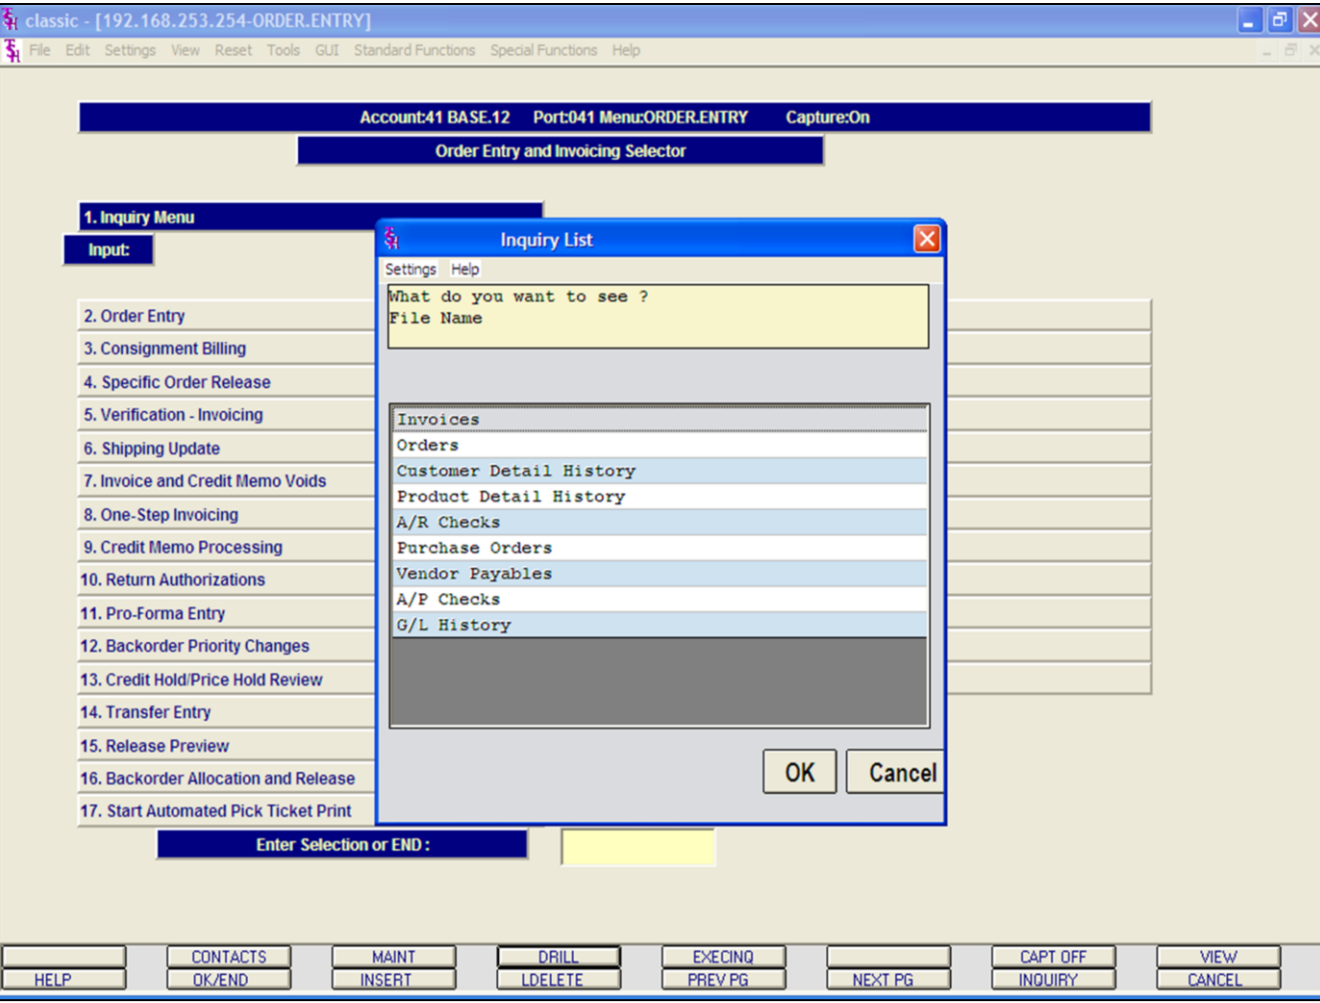 classic - [192.168.253.254-ORDER.ENTRY]
File Edit Settings View Reset Tools GUI Standard Functions Special Functions Help
Account:41 BASE.12 Port:041 Menu:ORDER.ENTRY Capture:On
Order Entry and Invoicing Selector
1. Inquiry Menu
Input:
2. Order Entry
3. Consignment Billing
4. Specific Order Release
5. Verification - Invoicing
6. Shipping Update
7. Invoice and Credit Memo Voids
8. One-Step Invoicing
9. Credit Memo Processing
10. Return Authorizations
11. Pro-Forma Entry
12. Backorder Priority Changes
13. Credit Hold/Price Hold Review
14. Transfer Entry
15. Release Preview
16. Backorder Allocation and Release
17. Start Automated Pick Ticket Print
Inquiry List
Settings Help
What do you want to see ?
File Name
Invoices
Orders
Customer Detail History
Product Detail History
A/R Checks
Purchase Orders
Vendor Payables
A/P Checks
G/L History
OK Cancel
Enter Selection or END :
CONTACTS MAINT DRILL EXECINQ CAPT OFF VIEW
HELP OK/END INSERT LDELETE PREV PG NEXT PG INQUIRY CANCEL